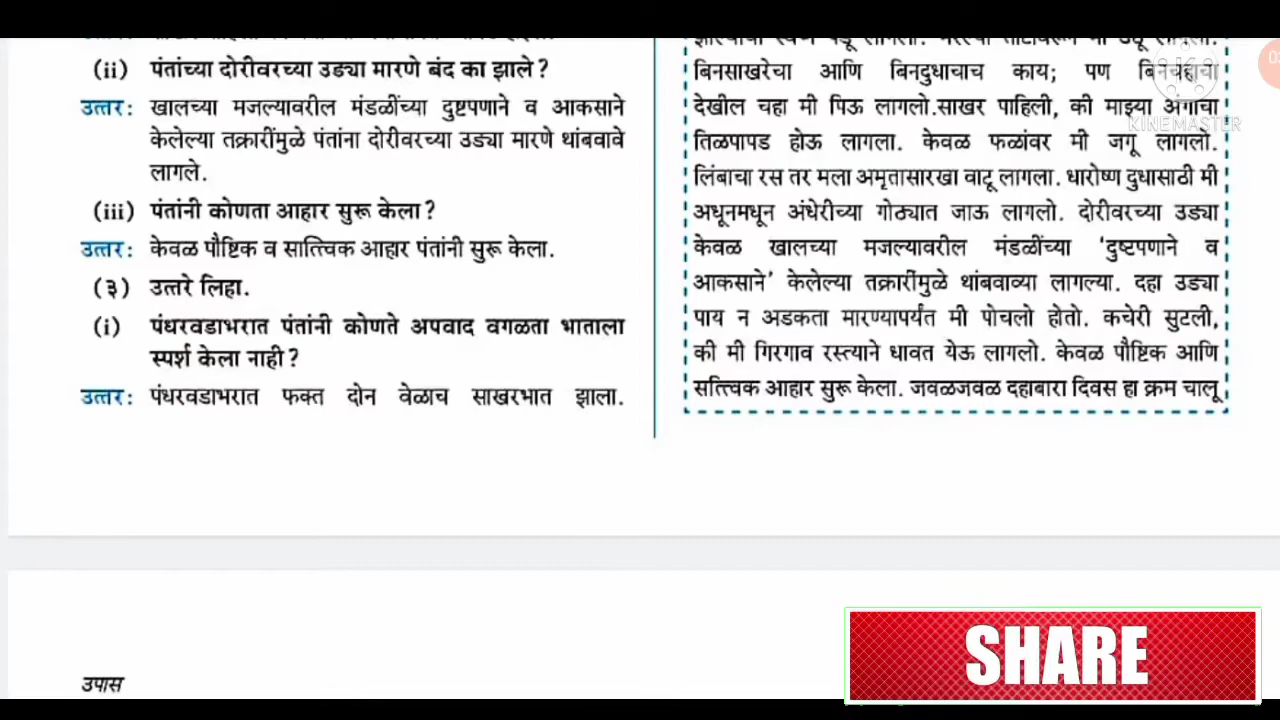 (ii) पंतांच्या दोरीवरच्या उड्या मारणे बंद का झाले?
उत्तर: खालच्या मजल्यावरील मंडळींच्या दुष्टपणाने व आकसाने
केलेल्या तक्रारींमुळे पंतांना दोरीवरच्या उड्या मारणे थांबवावे
लागले.
(iii) पंतांनी कोणता आहार सुरू केला?
उत्तर: केवळ पौष्टिक व सात्त्विक आहार पंतांनी सुरू केला.
(३) उत्तरे लिहा.
(i) पंधरवडाभरात पंतांनी कोणते अपवाद वगळता भाताला
स्पर्श केला नाही?
उत्तर: पंधरवडाभरात फक्त दोन वेळाच साखरभात झाला.
बिनसाखरेचा आणि बिनदुधाचाच काय; पण बिनचहाचा
देखील चहा मी पिऊ लागलो.साखर पाहिली, की माझ्या अंगाचा
तिळपापड होऊ लागला. केवळ फळांवर मी जगू लागलो.
लिंबाचा रस तर मला अमृतासारखा वाटू लागला. धारोष्ण दुधासाठी मी
अधूनमधून अंधेरीच्या गोठ्यात जाऊ लागलो. दोरीवरच्या उड्या
केवळ खालच्या मजल्यावरील मंडळींच्या 'दुष्टपणाने व
आकसाने' केलेल्या तक्रारींमुळे थांबवाव्या लागल्या. दहा उड्या
पाय न अडकता मारण्यापर्यंत मी पोचलो होतो. कचेरी सुटली,
की मी गिरगाव रस्त्याने धावत येऊ लागलो. केवळ पौष्टिक आणि
सत्त्विक आहार सुरू केला. जवळजवळ दहाबारा दिवस हा क्रम चालू
KINEMASTER
SHARE
उपास